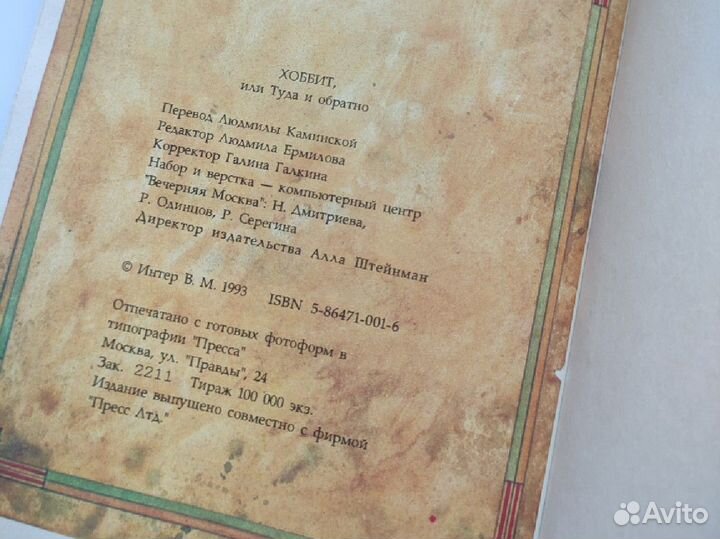 ХОББИТ,
или Туда и обратно
Перевод Людмилы Каминской
Редактор Людмила Ермилова
Корректор Галина Галкина
Набор и верстка — компьютерный центр
"Вечерняя Москва": Н. Дмитриева,
Р. Одинцов, Р. Серегина
Директор издательства Алла Штейнман
© Интер В. М. 1993 ISBN 5-86471-001-6
Отпечатано с готовых фотоформ в
типографии "Пресса"
Москва, ул. "Правды", 24
Зак. 2211 Тираж 100 000 экз.
Издание выпущено совместно с фирмой
"Пресс Лтд."
Avito